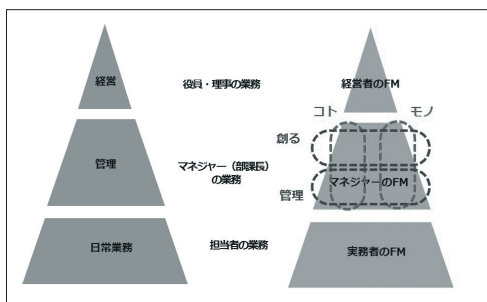 経営
役員・理事の業務
経営者のFM
コト
モノ
創る
管理
マネジャー（部課長）
の業務
マネジャーのFM
管理
日常業務
担当者の業務
実務者のFM